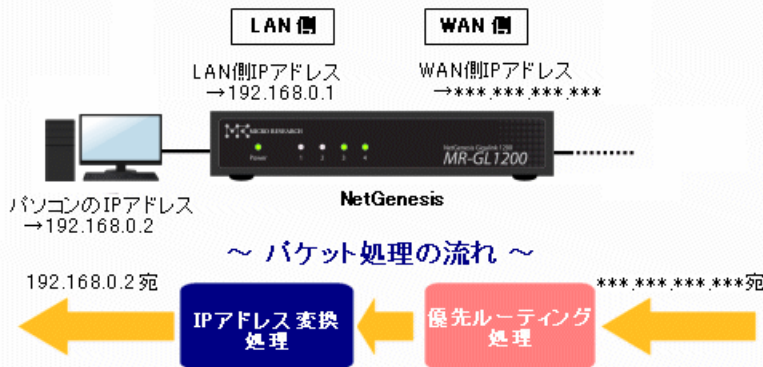 LAN側
WAN側
LAN側IPアドレス
→192.168.0.1
WAN側IPアドレス
→***.***.***.***
MICRO RESEARCH
Power 1 2 3 4
NetGenesis Gigalink1200
MR-GL1200
NetGenesis
パソコンのIPアドレス
→192.168.0.2
～ パケット処理の流れ ～
192.168.0.2宛
***.***.***.***宛
IPアドレス変換
処理
優先ルーティング
処理